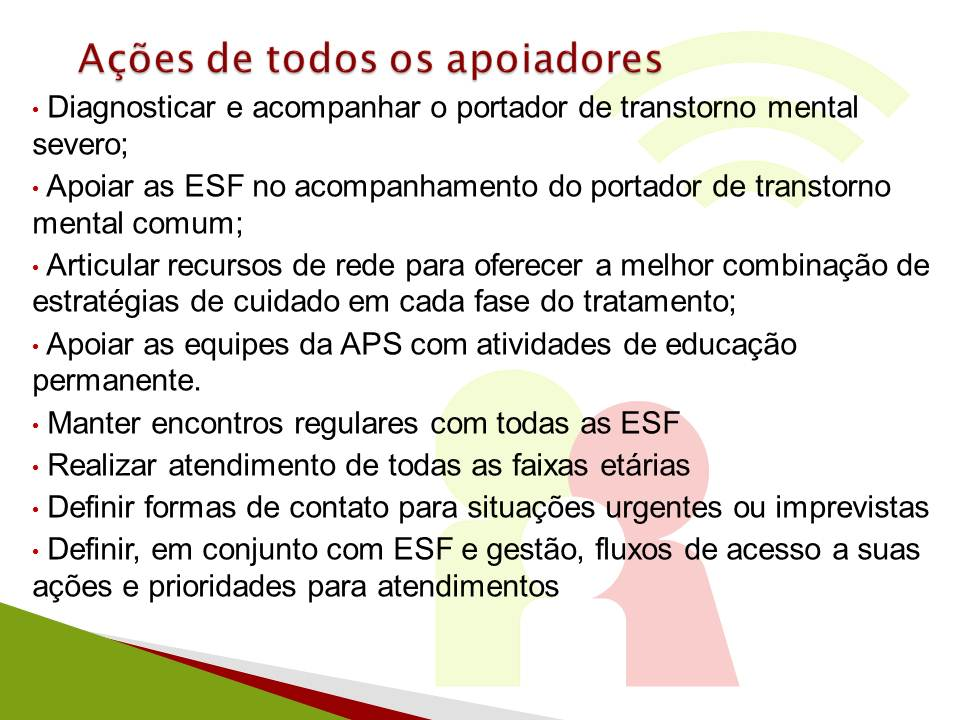 Ações de todos os apoiadores
• Diagnosticar e acompanhar o portador de transtorno mental
severo;
• Apoiar as ESF no acompanhamento do portador de transtorno
mental comum;
• Articular recursos de rede para oferecer a melhor combinação de
estratégias de cuidado em cada fase do tratamento;
• Apoiar as equipes da APS com atividades de educação
permanente.
• Manter encontros regulares com todas as ESF
• Realizar atendimento de todas as faixas etárias
• Definir formas de contato para situações urgentes ou imprevistas
• Definir, em conjunto com ESF e gestão, fluxos de acesso a suas
ações e prioridades para atendimentos